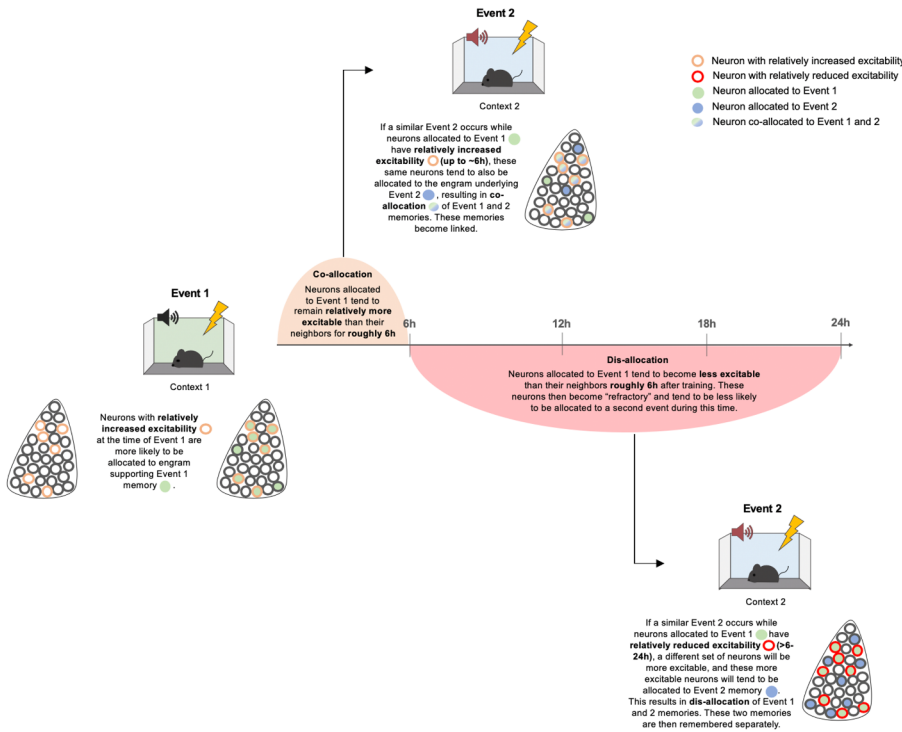 Event 2
Context 2
If a similar Event 2 occurs while
neurons allocated to Event 1
have relatively increased
excitability (up to ~6h), these
same neurons tend to also be
allocated to the engram underlying
Event 2 , resulting in co-
allocation of Event 1 and 2
memories. These memories
become linked.
Neuron with relatively increased excitability
Neuron with relatively reduced excitability
Neuron allocated to Event 1
Neuron allocated to Event 2
Neuron co-allocated to Event 1 and 2
Event 1
Context 1
Neurons with relatively
increased excitability
at the time of Event 1 are
more likely to be
allocated to engram
supporting Event 1
memory .
Co-allocation
Neurons allocated
to Event 1 tend to
remain relatively more
excitable than their
neighbors for roughly 6h
6h
12h
18h
24h
Dis-allocation
Neurons allocated to Event 1 tend to become less excitable
than their neighbors roughly 6h after training. These
neurons then become “refractory” and tend to be less likely
to be allocated to a second event during this time.
Event 2
Context 2
If a similar Event 2 occurs while
neurons allocated to Event 1 have
relatively reduced excitability (>6-
24h), a different set of neurons will be
more excitable, and these more
excitable neurons will tend to be
allocated to Event 2 memory .
This results in dis-allocation of Event 1
and 2 memories. These two memories
are then remembered separately.